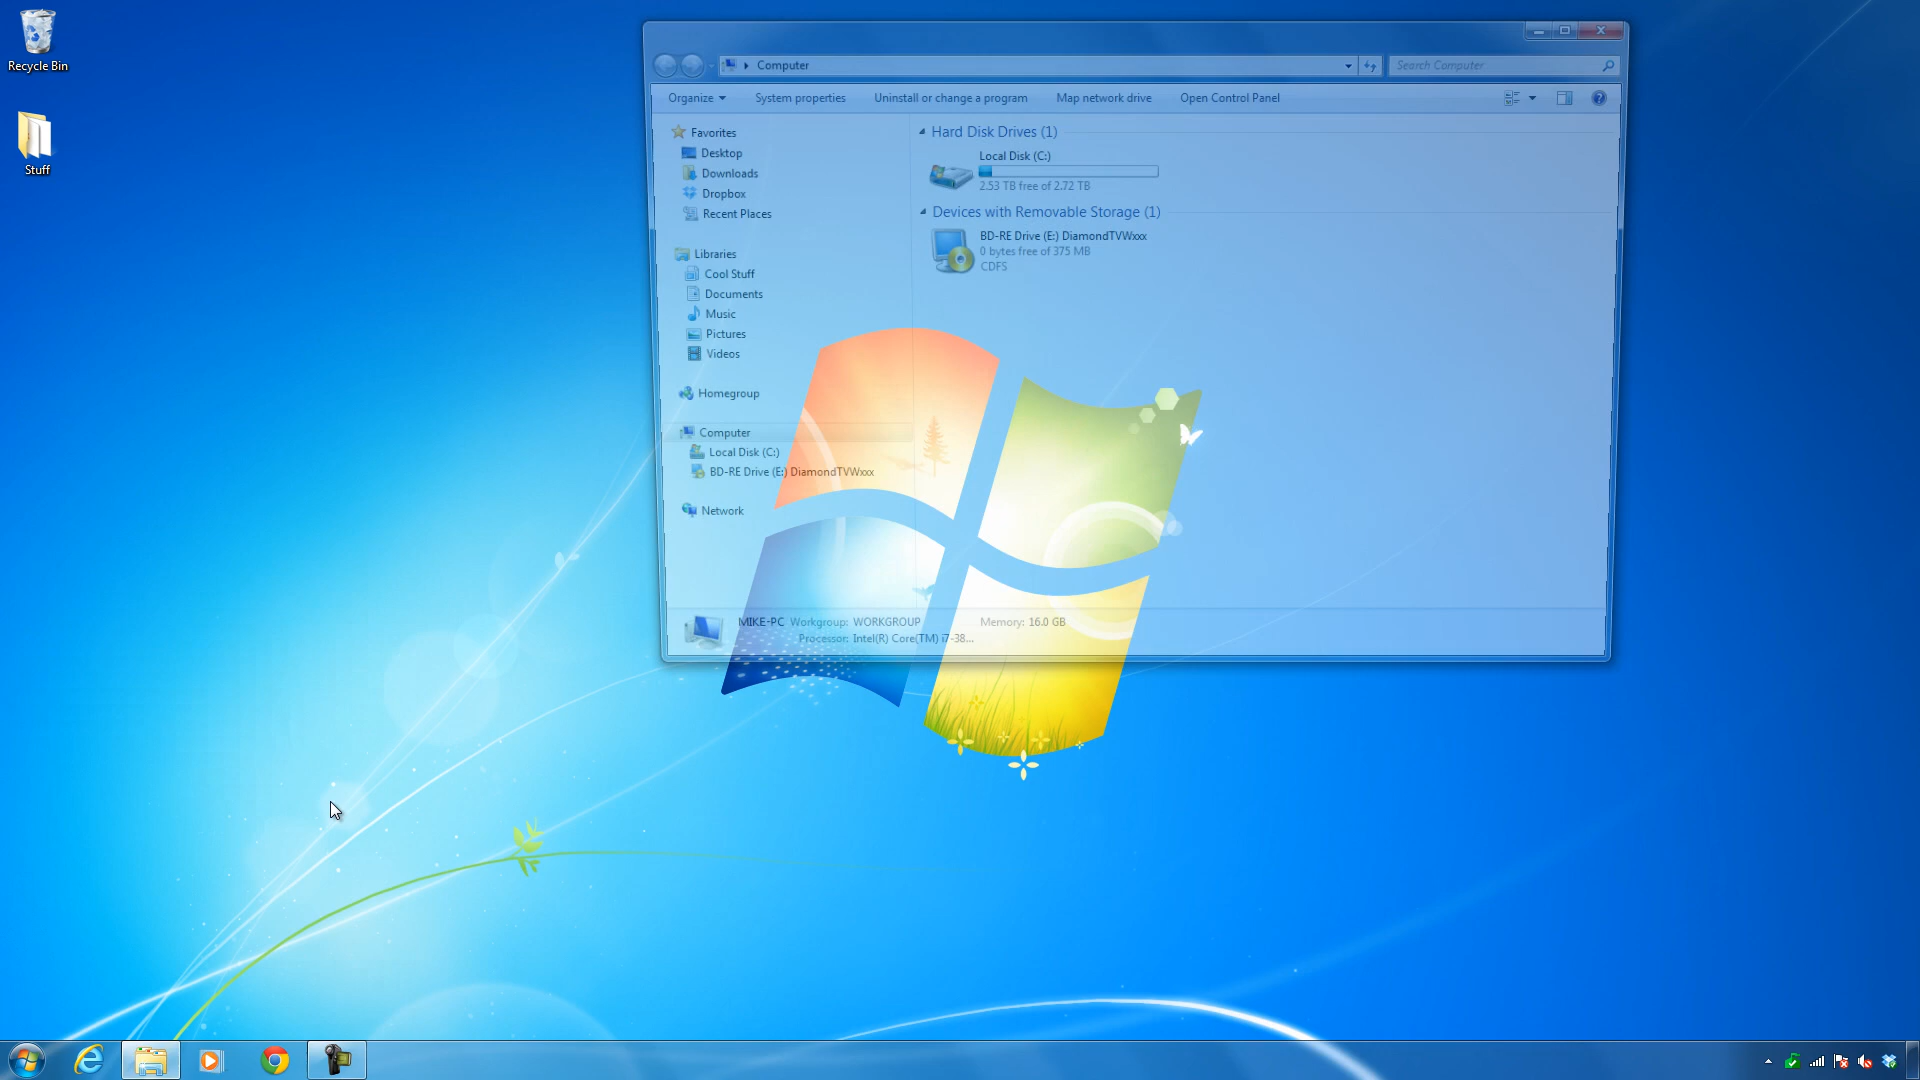 Recycle Bin
Stuff
Computer
Search Computer
Organize
System properties
Uninstall or change a program
Map network drive
Open Control Panel
Favorites
Desktop
Downloads
Dropbox
Recent Places
Libraries
Cool Stuff
Documents
Music
Pictures
Videos
Homegroup
Computer
Local Disk (C:)
BD-RE Drive (E:) DiamondTVWxxx
Network
Hard Disk Drives (1)
Local Disk (C:)
2.53 TB free of 2.72 TB
Devices with Removable Storage (1)
BD-RE Drive (E:) DiamondTVWxxx
0 bytes free of 375 MB
CDFS
MIKE-PC Workgroup: WORKGROUP Memory: 16.0 GB
Processor: Intel(R) Core(TM) i7-38...